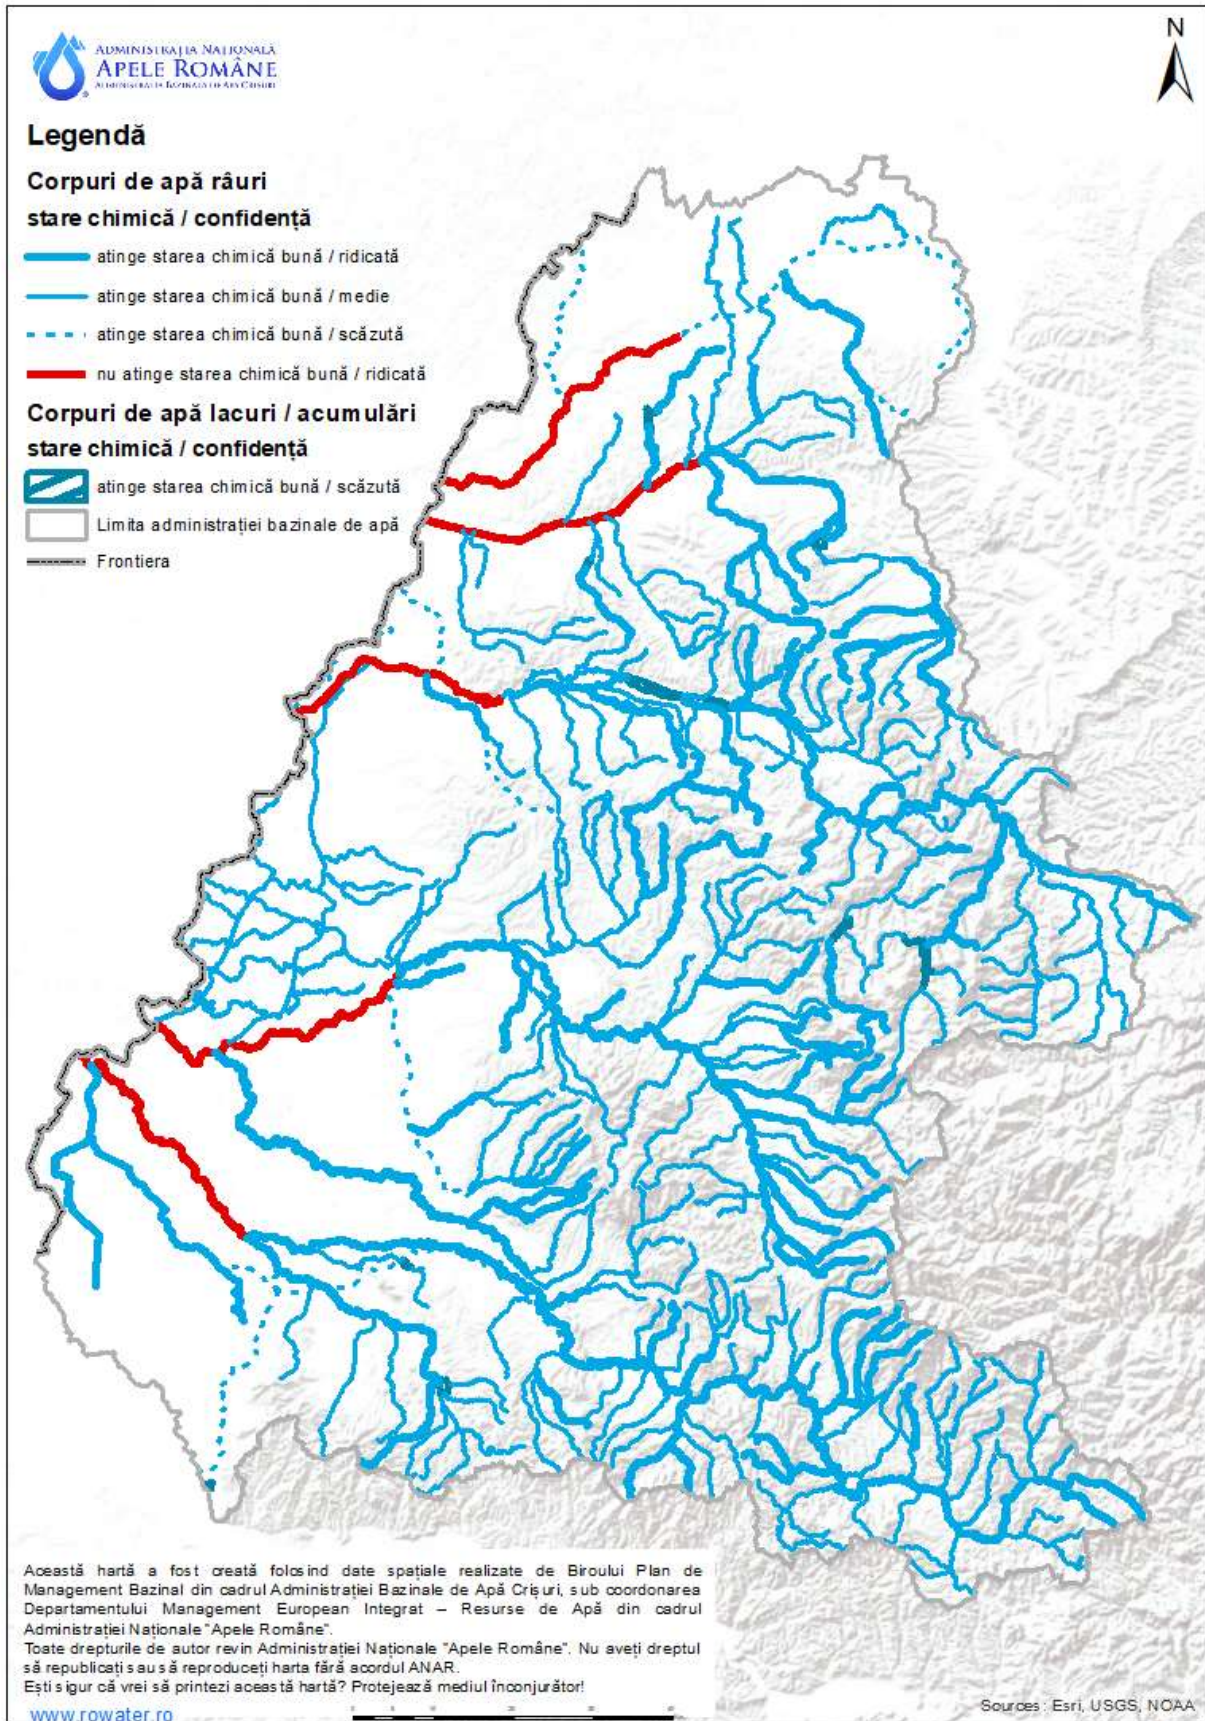 ADMINISTRAȚIA NAȚIONALĂ
APELE ROMÂNE
ADMINISTRAȚIA BAZINALĂ DE APĂ CRIȘURI
N
Legendă
Corpuri de apă râuri
stare chimică / confidență
atinge starea chimică bună / ridicată
atinge starea chimică bună / medie
atinge starea chimică bună / scăzută
nu atinge starea chimică bună / ridicată
Corpuri de apă lacuri / acumulări
stare chimică / confidență
atinge starea chimică bună / scăzută
Limita administrației bazinale de apă
Frontiera
Această hartă a fost creată folosind date spațiale realizate de Biroului Plan de
Management Bazinal din cadrul Administrației Bazinale de Apă Crișuri, sub coordonarea
Departamentului Management European Integrat – Resurse de Apă din cadrul
Administrației Naționale "Apele Române".
Toate drepturile de autor revin Administrației Naționale "Apele Române". Nu aveți dreptul
să republicați sau să reproduceți harta fără acordul ANAR.
Ești sigur că vrei să printezi această hartă? Protejează mediul înconjurător!
www.rowater.ro
Sources: Esri, USGS, NOAA